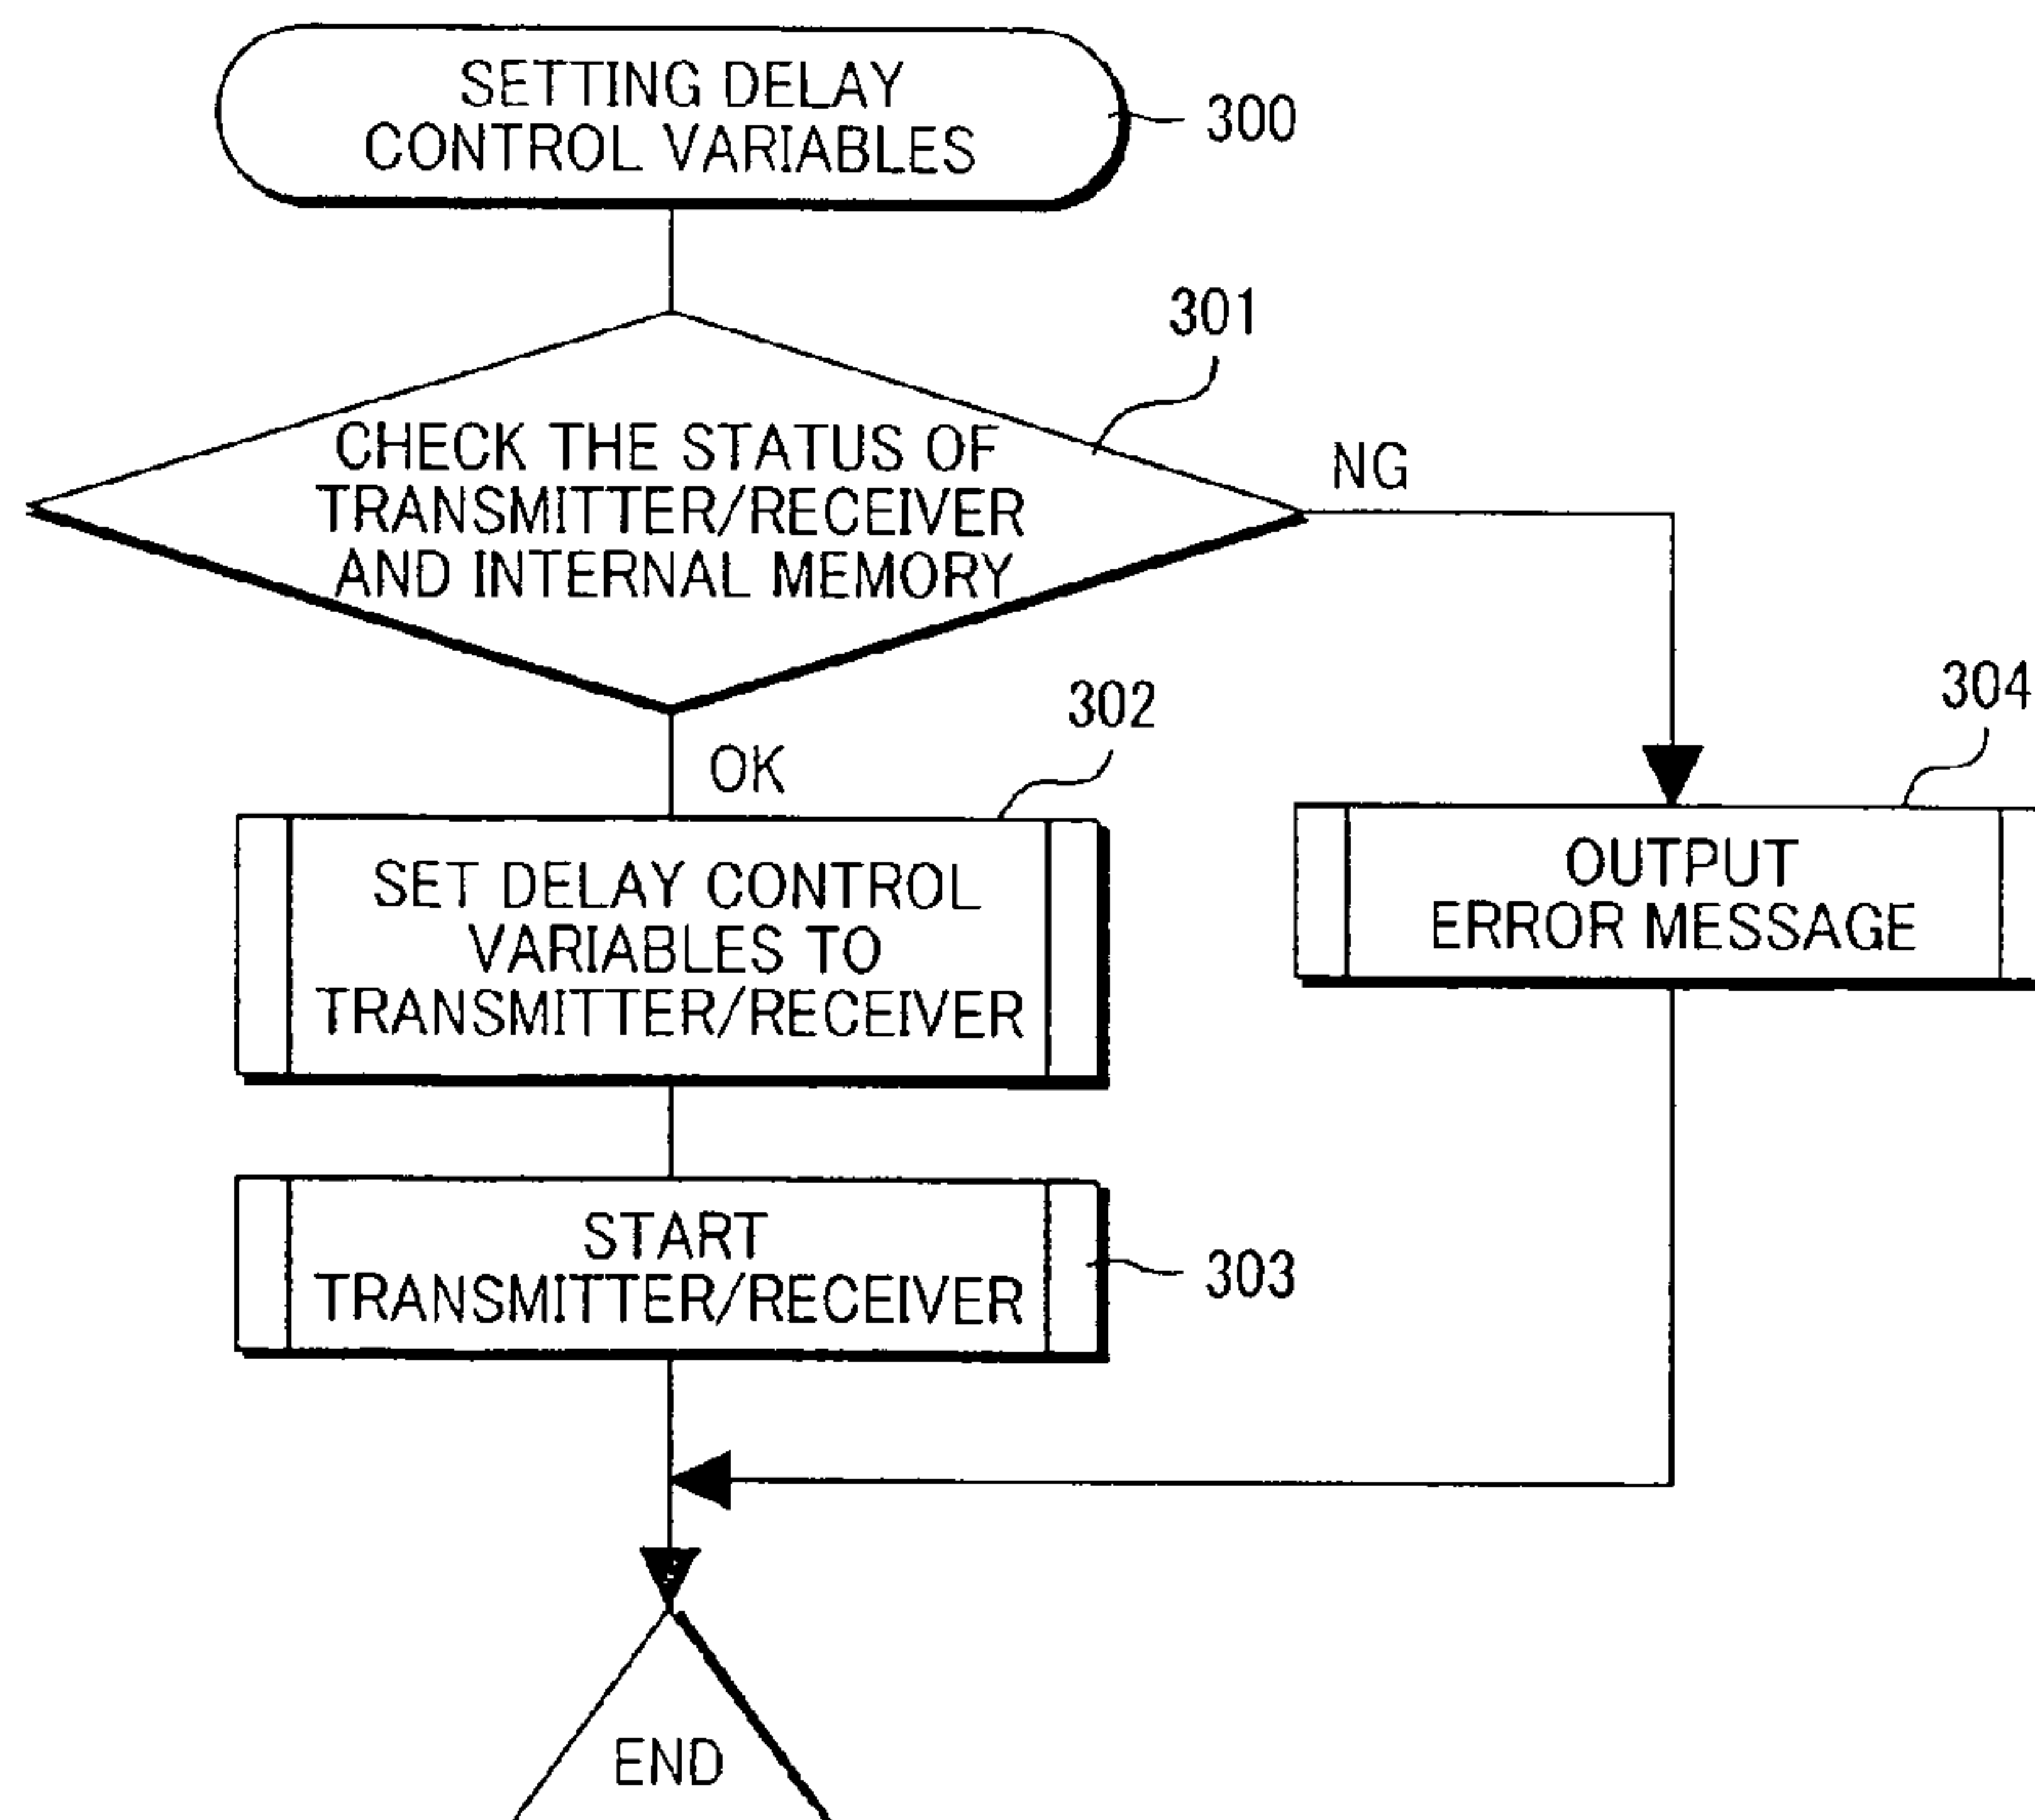 SETTING DELAY
CONTROL VARIABLES
300
301
CHECK THE STATUS OF
TRANSMITTER/RECEIVER
AND INTERNAL MEMORY
NG
OK
302
304
SET DELAY CONTROL
VARIABLES TO
TRANSMITTER/RECEIVER
OUTPUT
ERROR MESSAGE
START
TRANSMITTER/RECEIVER
303
END